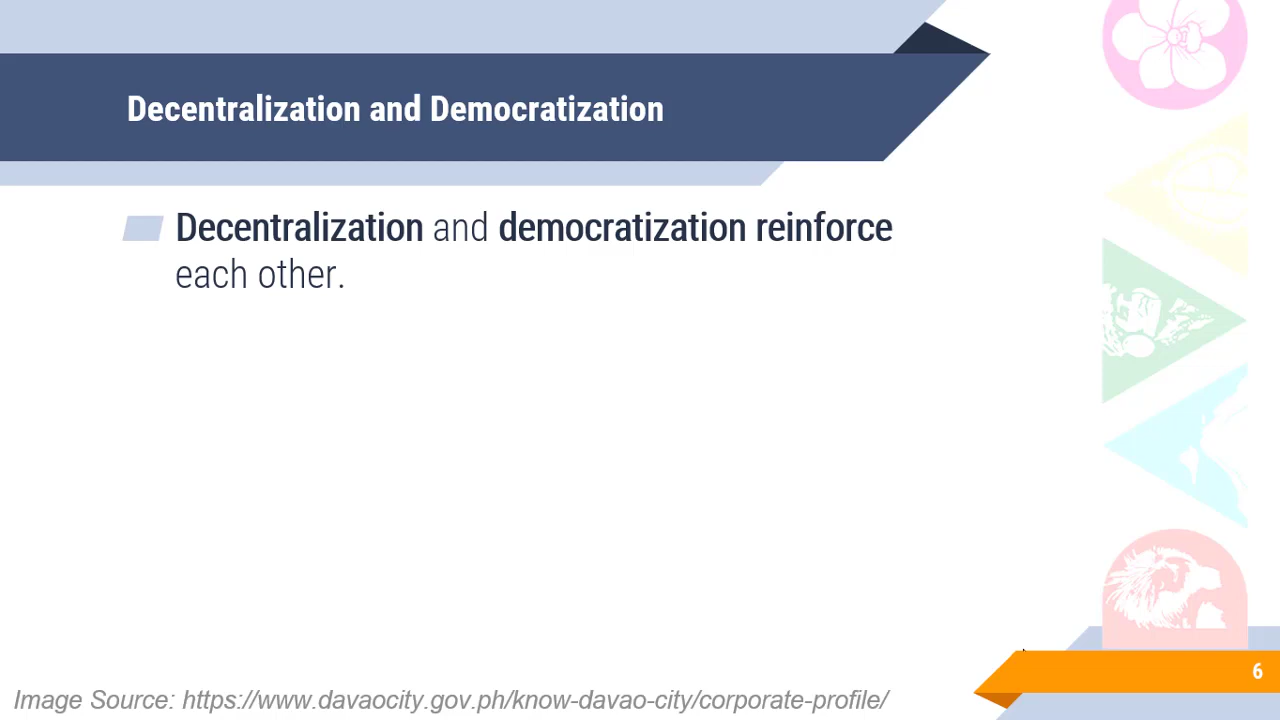 Decentralization and Democratization
Decentralization and democratization reinforce
each other.
6
Image Source: https://www.davaocity.gov.ph/know-davao-city/corporate-profile/